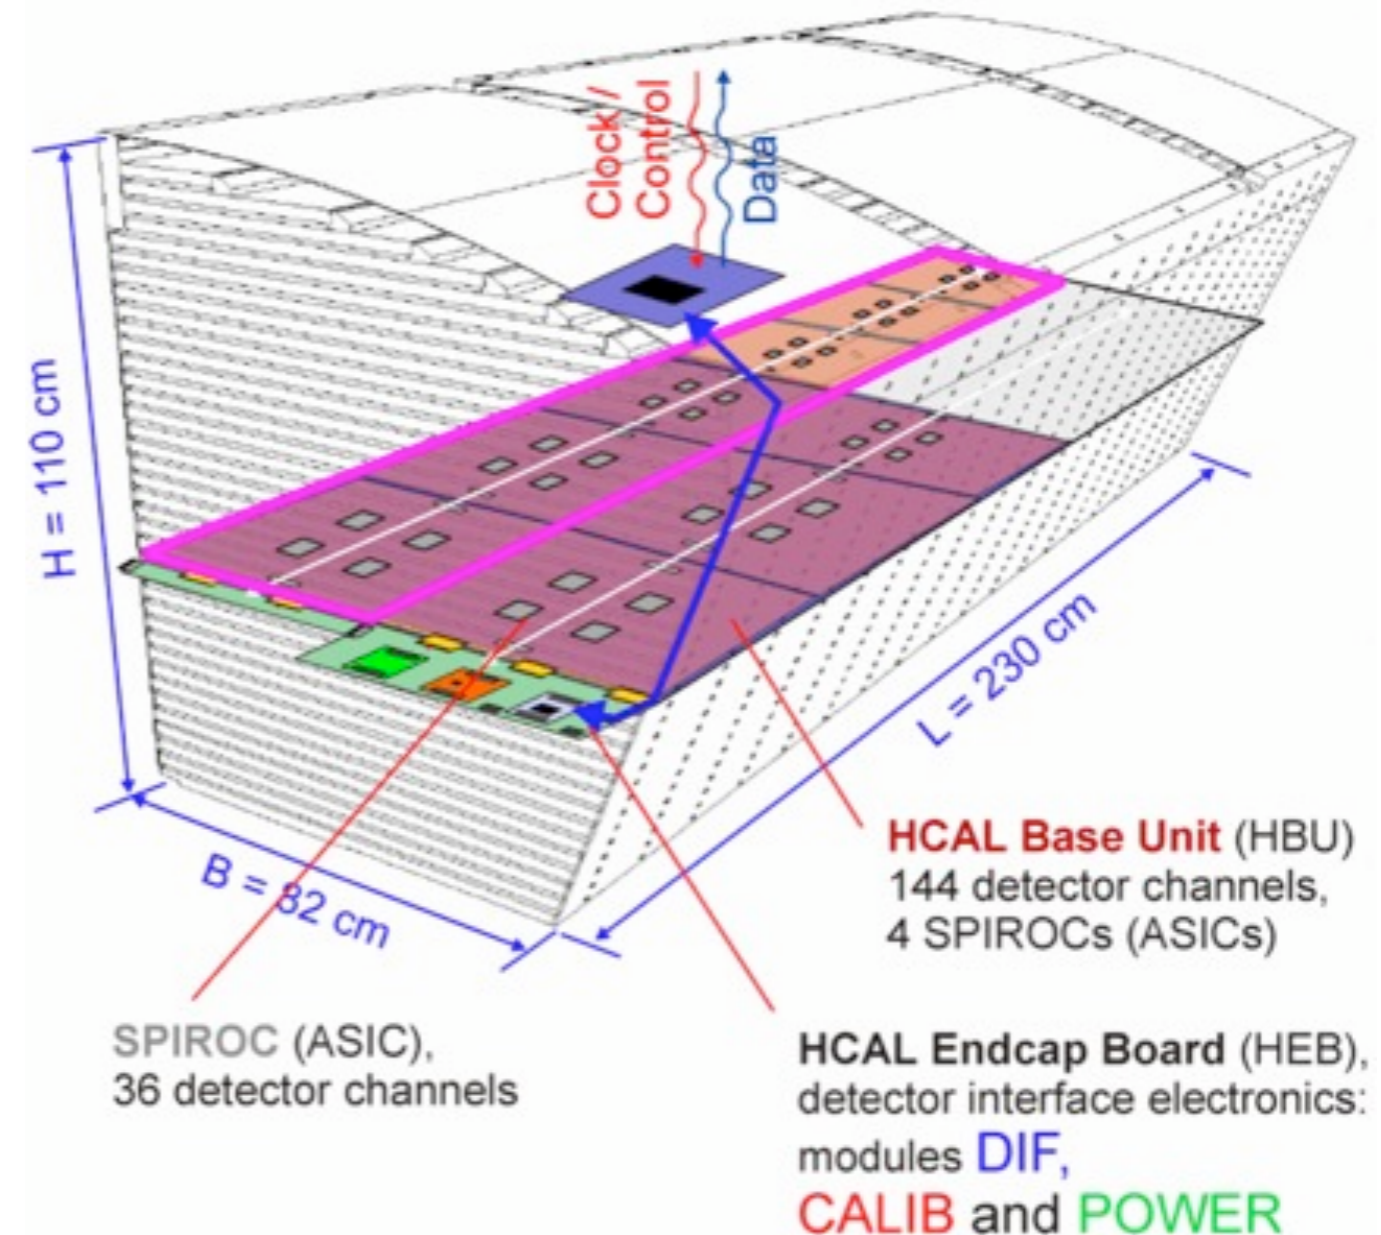 Clock /
Control
Data
H = 110 cm
L = 230 cm
B = 82 cm
HCAL Base Unit (HBU)
144 detector channels,
4 SPIROCs (ASICs)
SPIROC (ASIC),
36 detector channels
HCAL Endcap Board (HEB),
detector interface electronics:
modules DIF,
CALIB and POWER